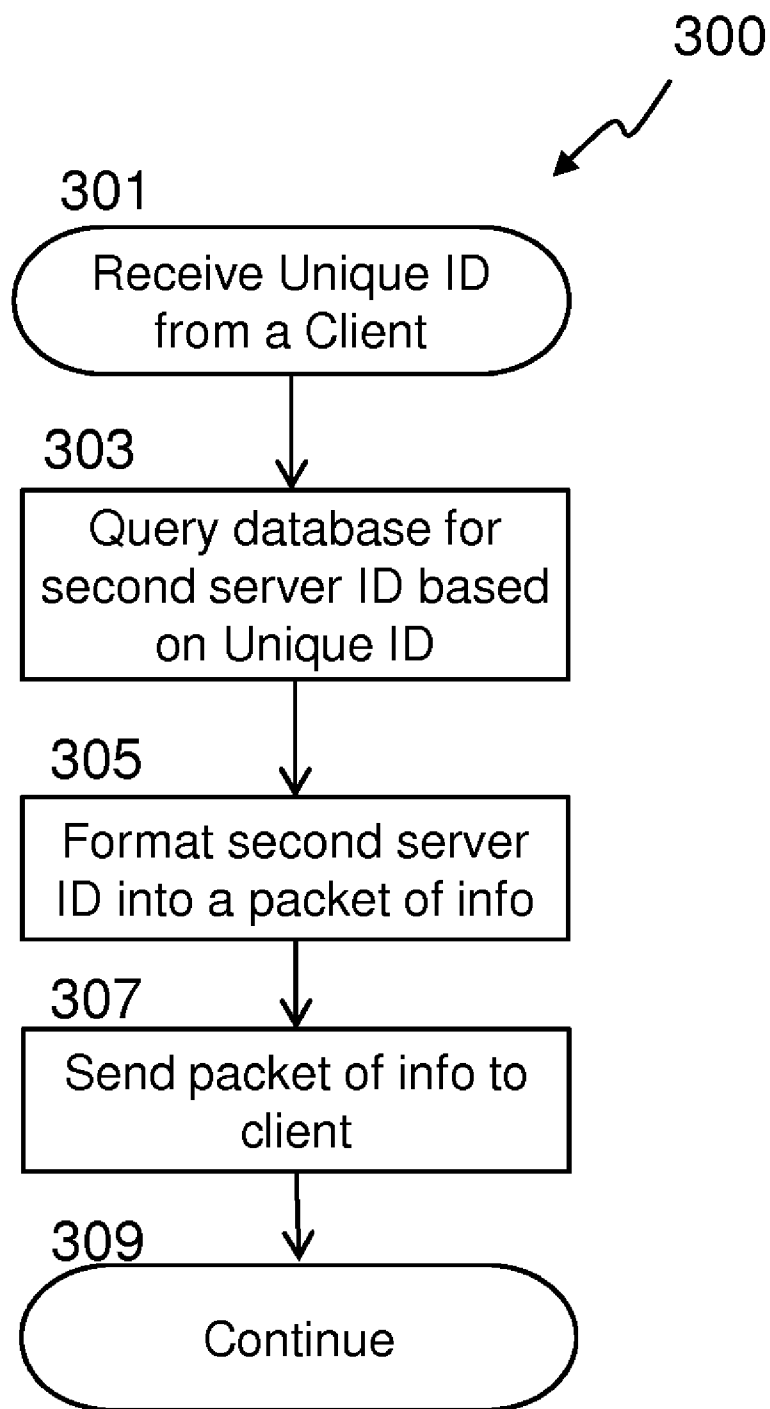 300
301
Receive Unique ID
from a Client
303
Query database for
second server ID based
on Unique ID
305
Format second server
ID into a packet of info
307
Send packet of info to
client
309
Continue